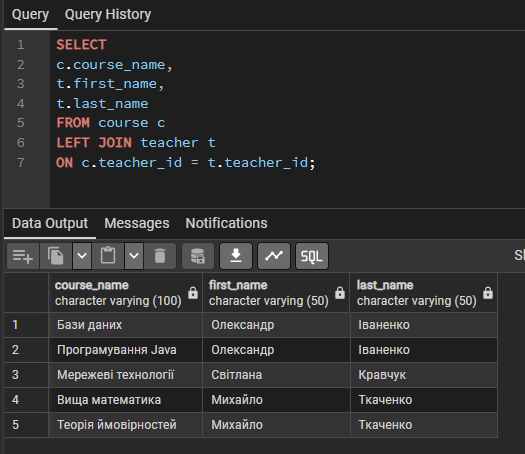 Query Query History
1 SELECT
2 c.course_name,
3 t.first_name,
4 t.last_name
5 FROM course c
6 LEFT JOIN teacher t
7 ON c.teacher_id = t.teacher_id;
Data Output Messages Notifications
SQL S
course_name first_name last_name
character varying (100) character varying (50) character varying (50)
1 Бази даних Олександр Іваненко
2 Програмування Java Олександр Іваненко
3 Мережеві технології Світлана Кравчук
4 Вища математика Михайло Ткаченко
5 Теорія ймовірностей Михайло Ткаченко